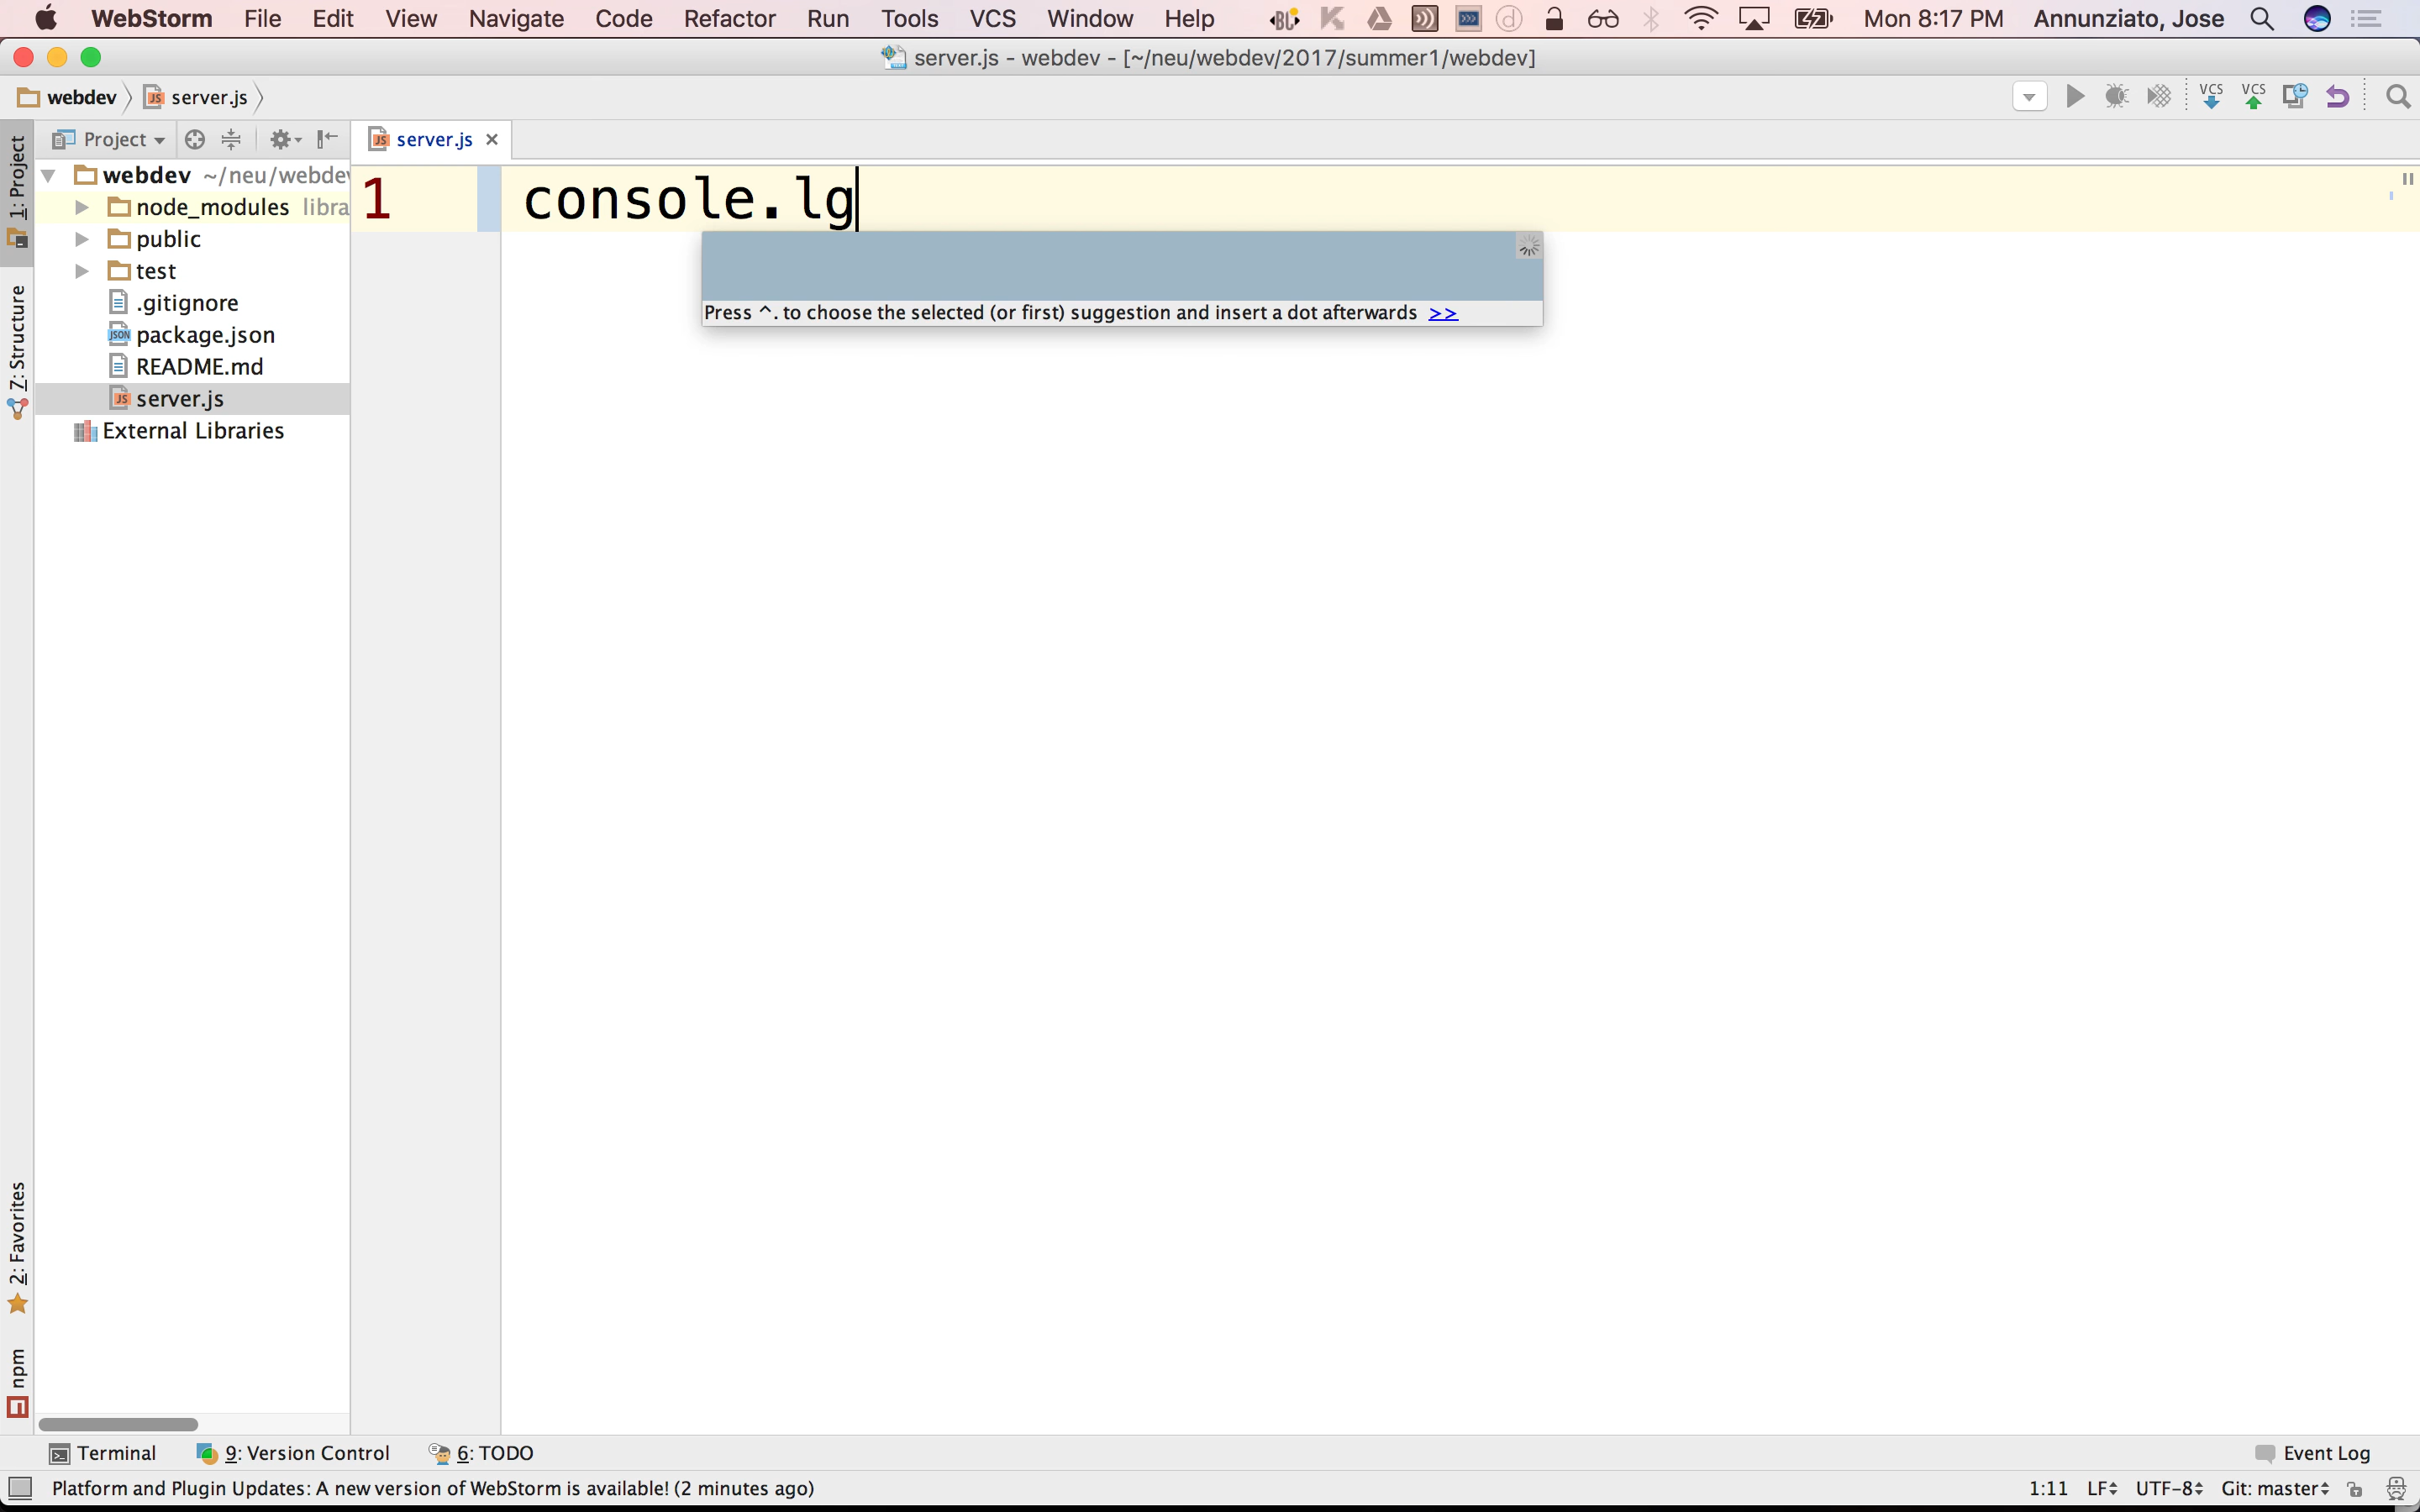 WebStorm File Edit View Navigate Code Refactor Run Tools VCS Window Help Mon 8:17 PM Annunziato, Jose
server.js - webdev - [~/neu/webdev/2017/summer1/webdev]
webdev server.js VCS VCS
1: Project
Project
server.js
webdev ~/neu/webdev
1 console.lg
node_modules libra
public
Press ^. to choose the selected (or first) suggestion and insert a dot afterwards >>
test
7: Structure
.gitignore
package.json
README.md
server.js
External Libraries
2: Favorites
npm
Terminal 9: Version Control 6: TODO Event Log
Platform and Plugin Updates: A new version of WebStorm is available! (2 minutes ago) 1:11 LF UTF-8 Git: master